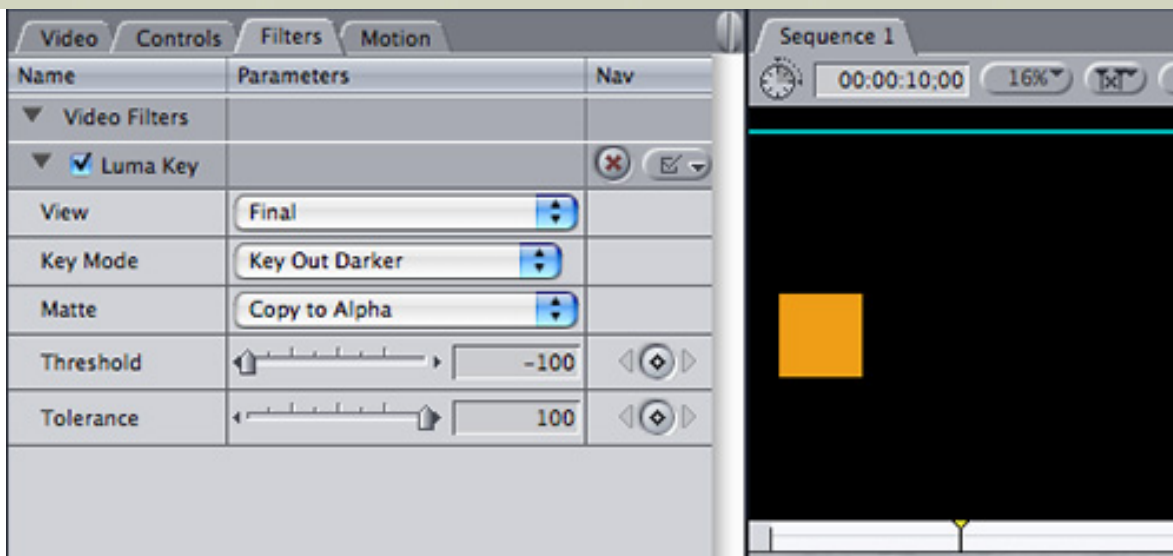 Video Controls Filters Motion
Name Parameters Nav
Video Filters
Luma Key
View Final
Key Mode Key Out Darker
Matte Copy to Alpha
Threshold -100
Tolerance 100
Sequence 1
00:00:10;00 16%